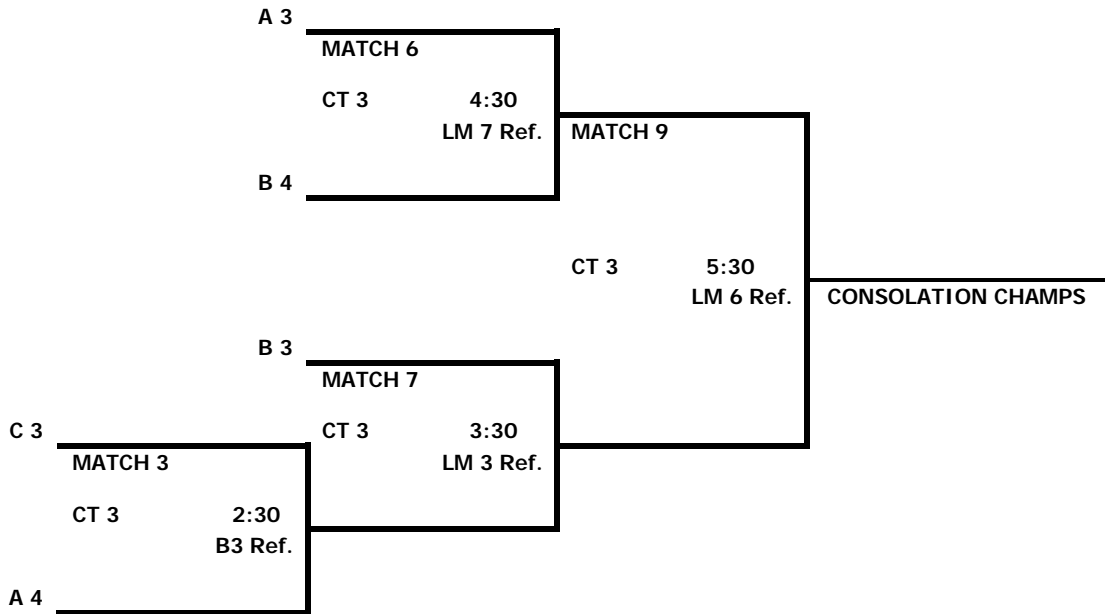 A 3
MATCH 6
CT 3 4:30
LM 7 Ref.
MATCH 9
B 4
CT 3 5:30
LM 6 Ref.
CONSOLATION CHAMPS
B 3
MATCH 7
C 3
CT 3 3:30
LM 3 Ref.
MATCH 3
CT 3 2:30
B3 Ref.
A 4